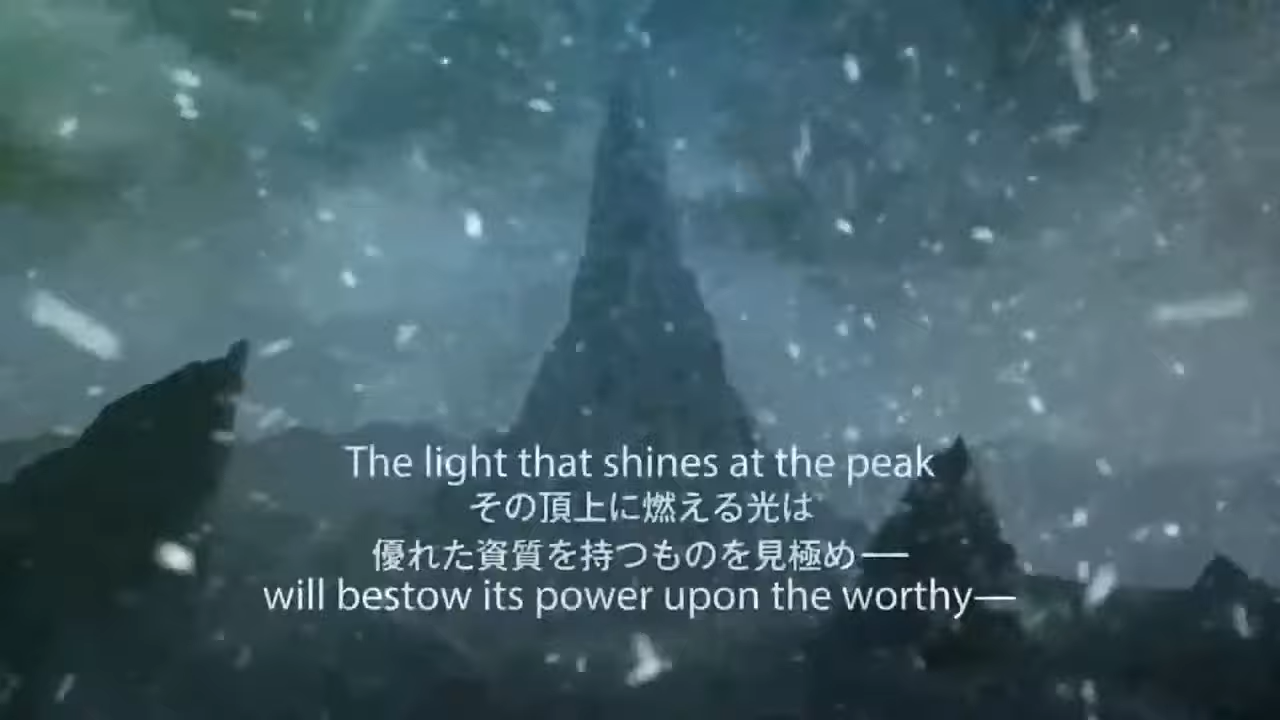 The light that shines at the peak
その頂上に燃える光は
優れた資質を持つものを見極め──
will bestow its power upon the worthy—